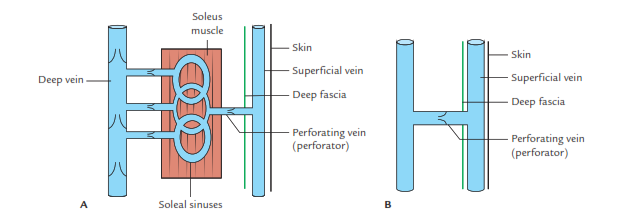 Soleus
muscle
Skin
Superficial vein
Deep vein
Deep fascia
Perforating vein
(perforator)
A
Soleal sinuses
Skin
Superficial vein
Deep fascia
Perforating vein
(perforator)
B